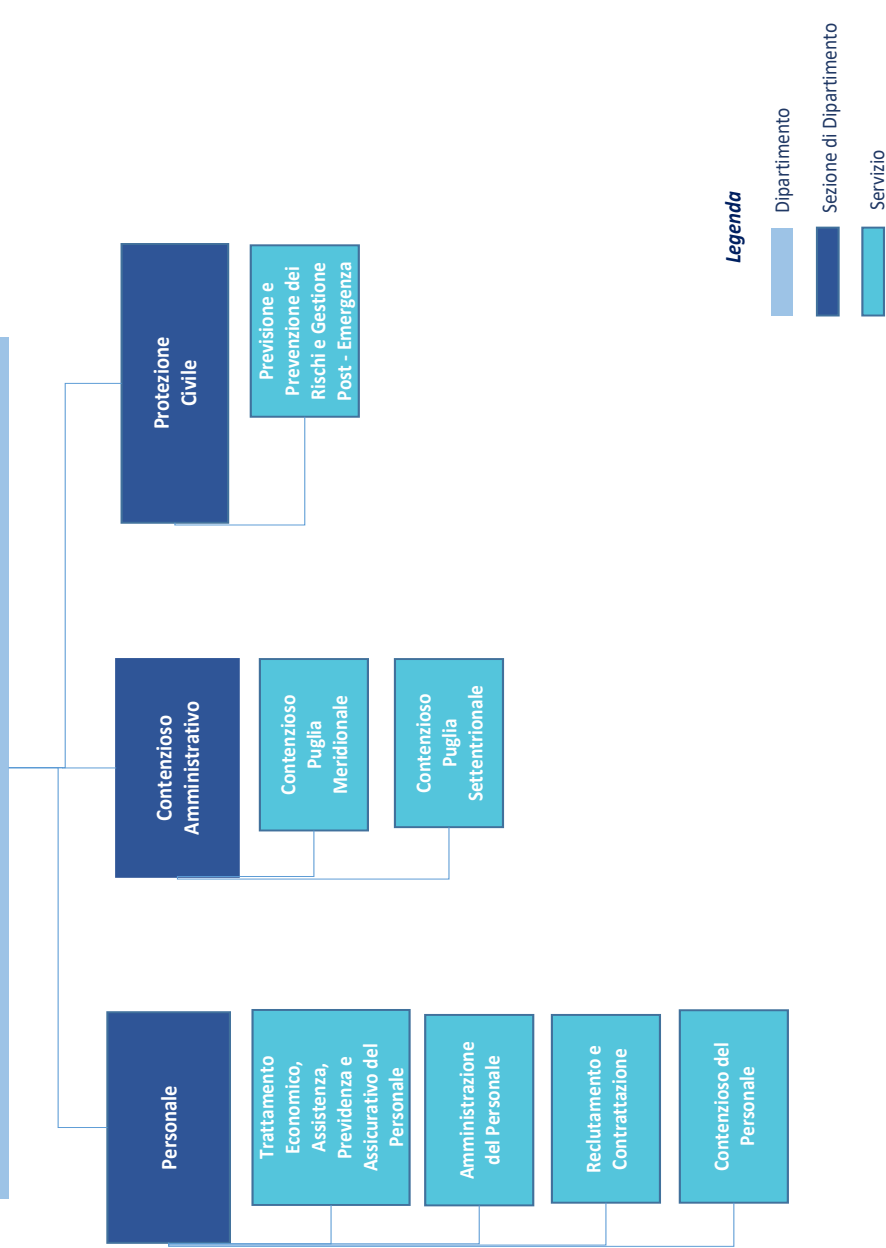 Personale
Trattamento
Economico,
Assistenza,
Previdenza e
Assicurativo del
Personale
Amministrazione
del Personale
Reclutamento e
Contrattazione
Contenzioso del
Personale
Contenzioso
Amministrativo
Contenzioso
Puglia
Meridionale
Contenzioso
Puglia
Settentrionale
Protezione
Civile
Previsione e
Prevenzione dei
Rischi e Gestione
Post - Emergenza
Legenda
Dipartimento
Sezione di Dipartimento
Servizio